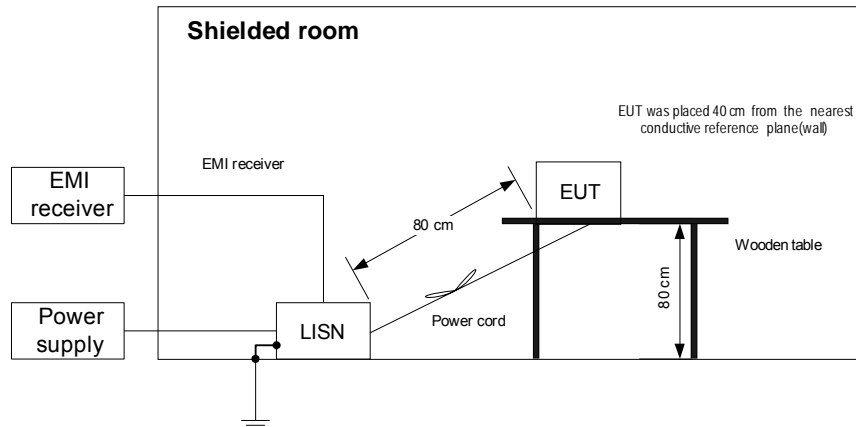 Shielded room
EUT was placed 40 cm from the nearest
conductive reference plane(wall)
EMI receiver
EMI
receiver
EUT
80 cm
Wooden table
80 cm
Power
supply
LISN
Power cord